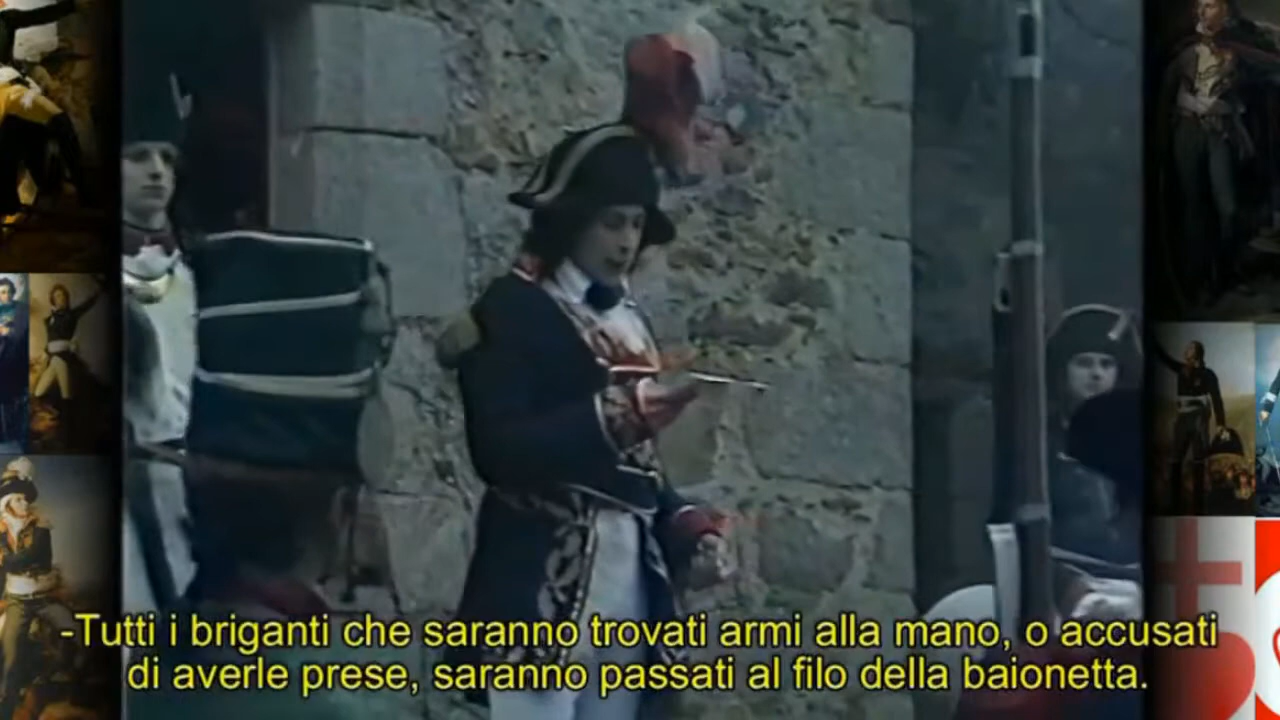 -Tutti i briganti che saranno trovati armi alla mano, o accusati
di averle prese, saranno passati al filo della baionetta.